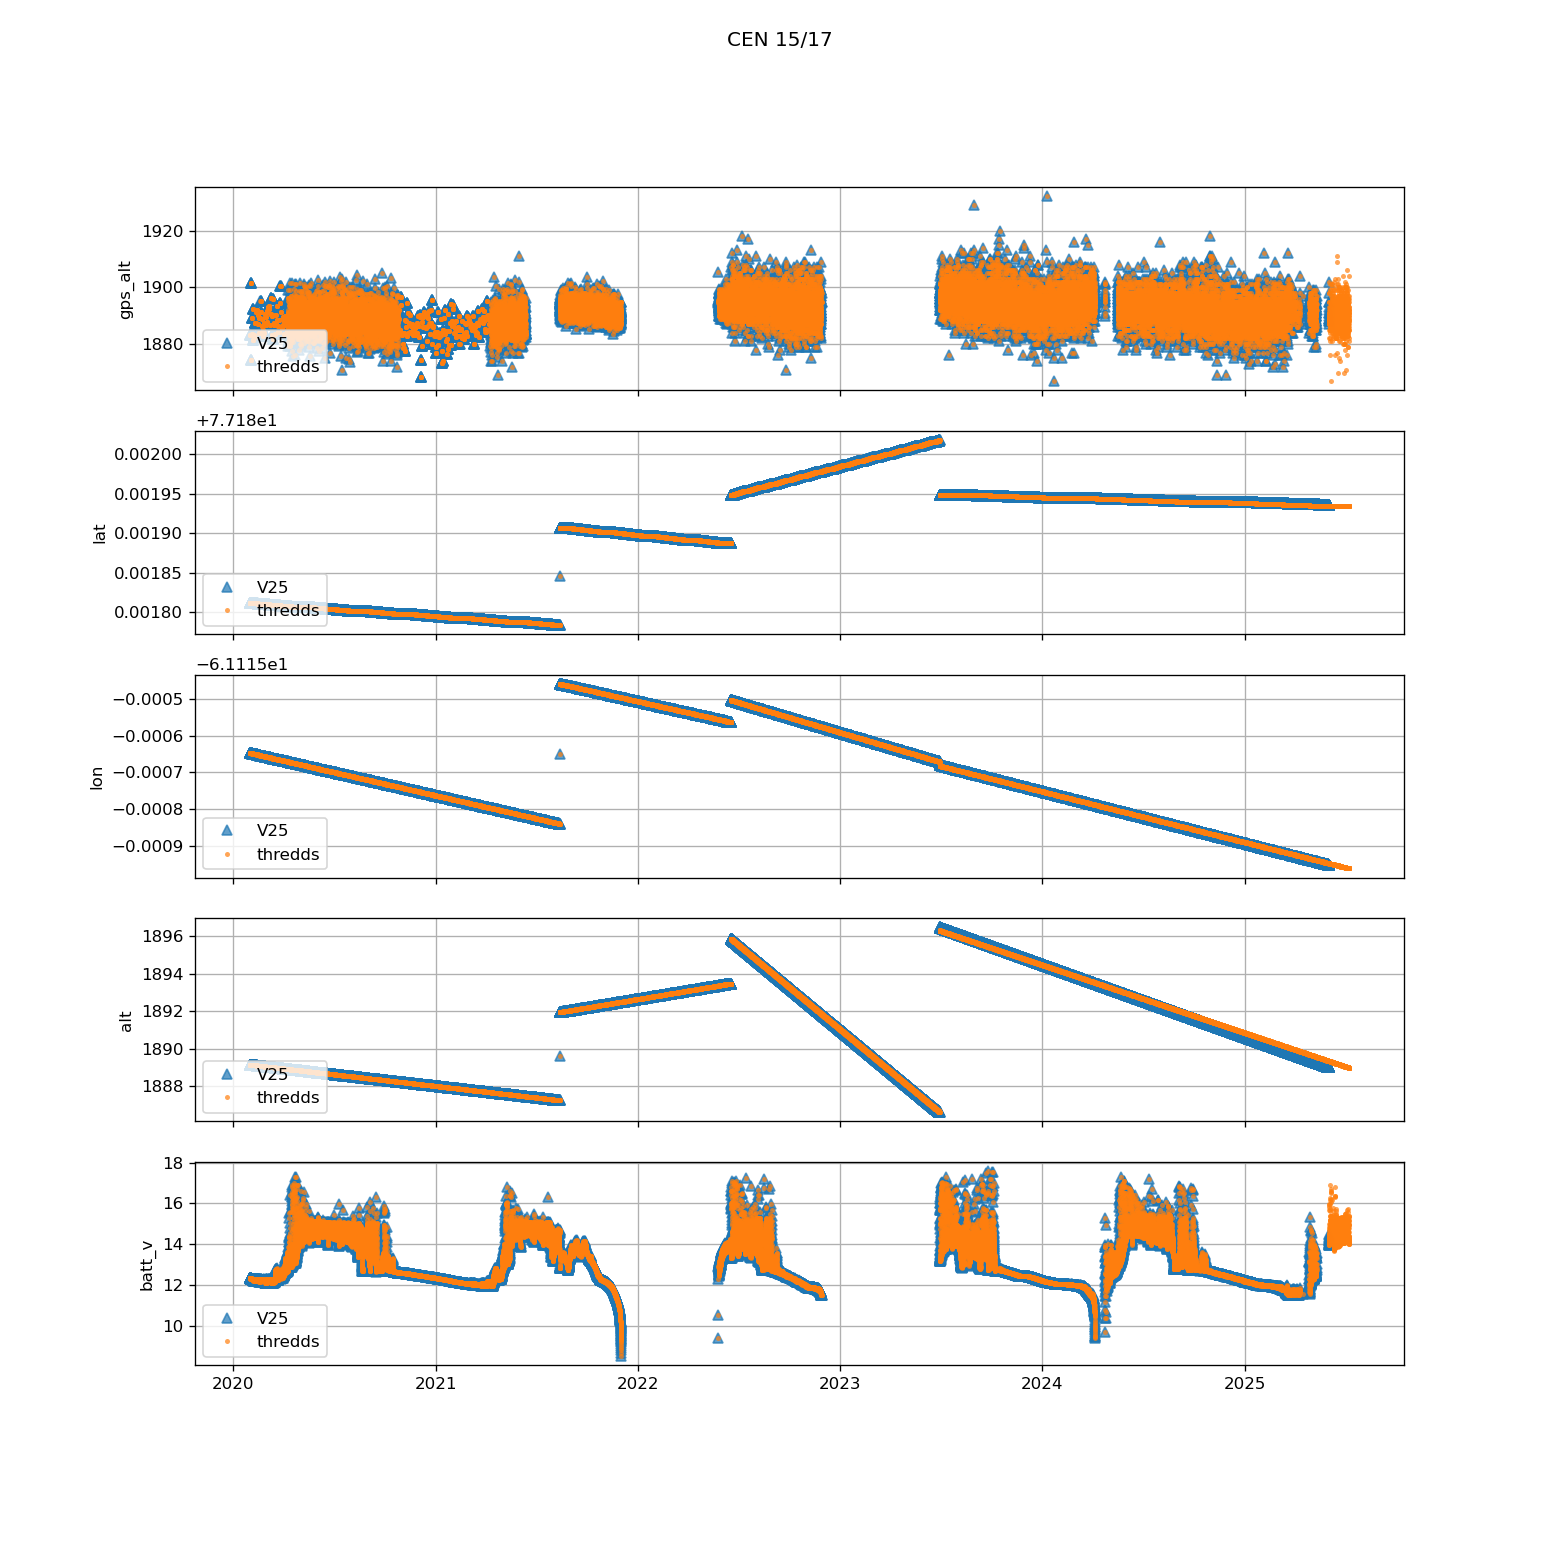 CEN 15/17
1920
1900
1880
gps_alt
V25
thredds
+7.718e1
0.00200
0.00195
0.00190
0.00185
0.00180
lat
V25
thredds
−6.1115e1
−0.0005
−0.0006
−0.0007
−0.0008
−0.0009
lon
V25
thredds
1896
1894
1892
1890
1888
alt
V25
thredds
18
16
14
12
10
batt_v
V25
thredds
2020 2021 2022 2023 2024 2025